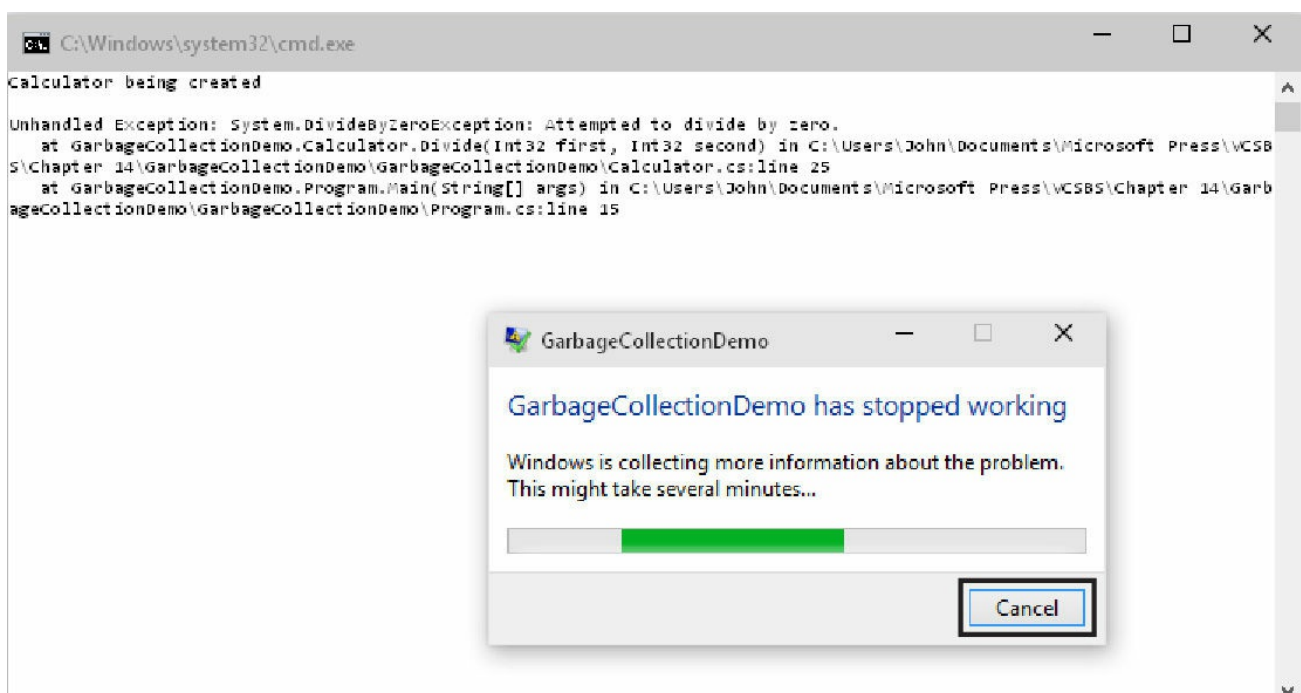 C:\Windows\system32\cmd.exe
Calculator being created
Unhandled Exception: System.DivideByZeroException: Attempted to divide by zero.
   at GarbageCollectionDemo.Calculator.Divide(Int32 first, Int32 second) in C:\Users\John\Documents\Microsoft Press\VCSB
S\Chapter 14\GarbageCollectionDemo\GarbageCollectionDemo\Calculator.cs:line 25
   at GarbageCollectionDemo.Program.Main(String[] args) in C:\Users\John\Documents\Microsoft Press\VCSBS\Chapter 14\Garb
ageCollectionDemo\GarbageCollectionDemo\Program.cs:line 15
GarbageCollectionDemo
GarbageCollectionDemo has stopped working
Windows is collecting more information about the problem.
This might take several minutes...
Cancel